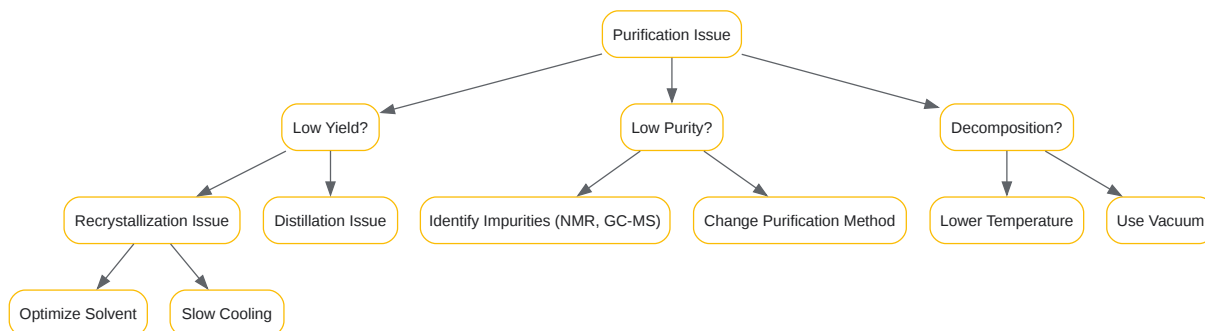 Purification Issue
Low Yield?
Low Purity?
Decomposition?
Recrystallization Issue
Distillation Issue
Identify Impurities (NMR, GC-MS)
Change Purification Method
Lower Temperature
Use Vacuum
Optimize Solvent
Slow Cooling